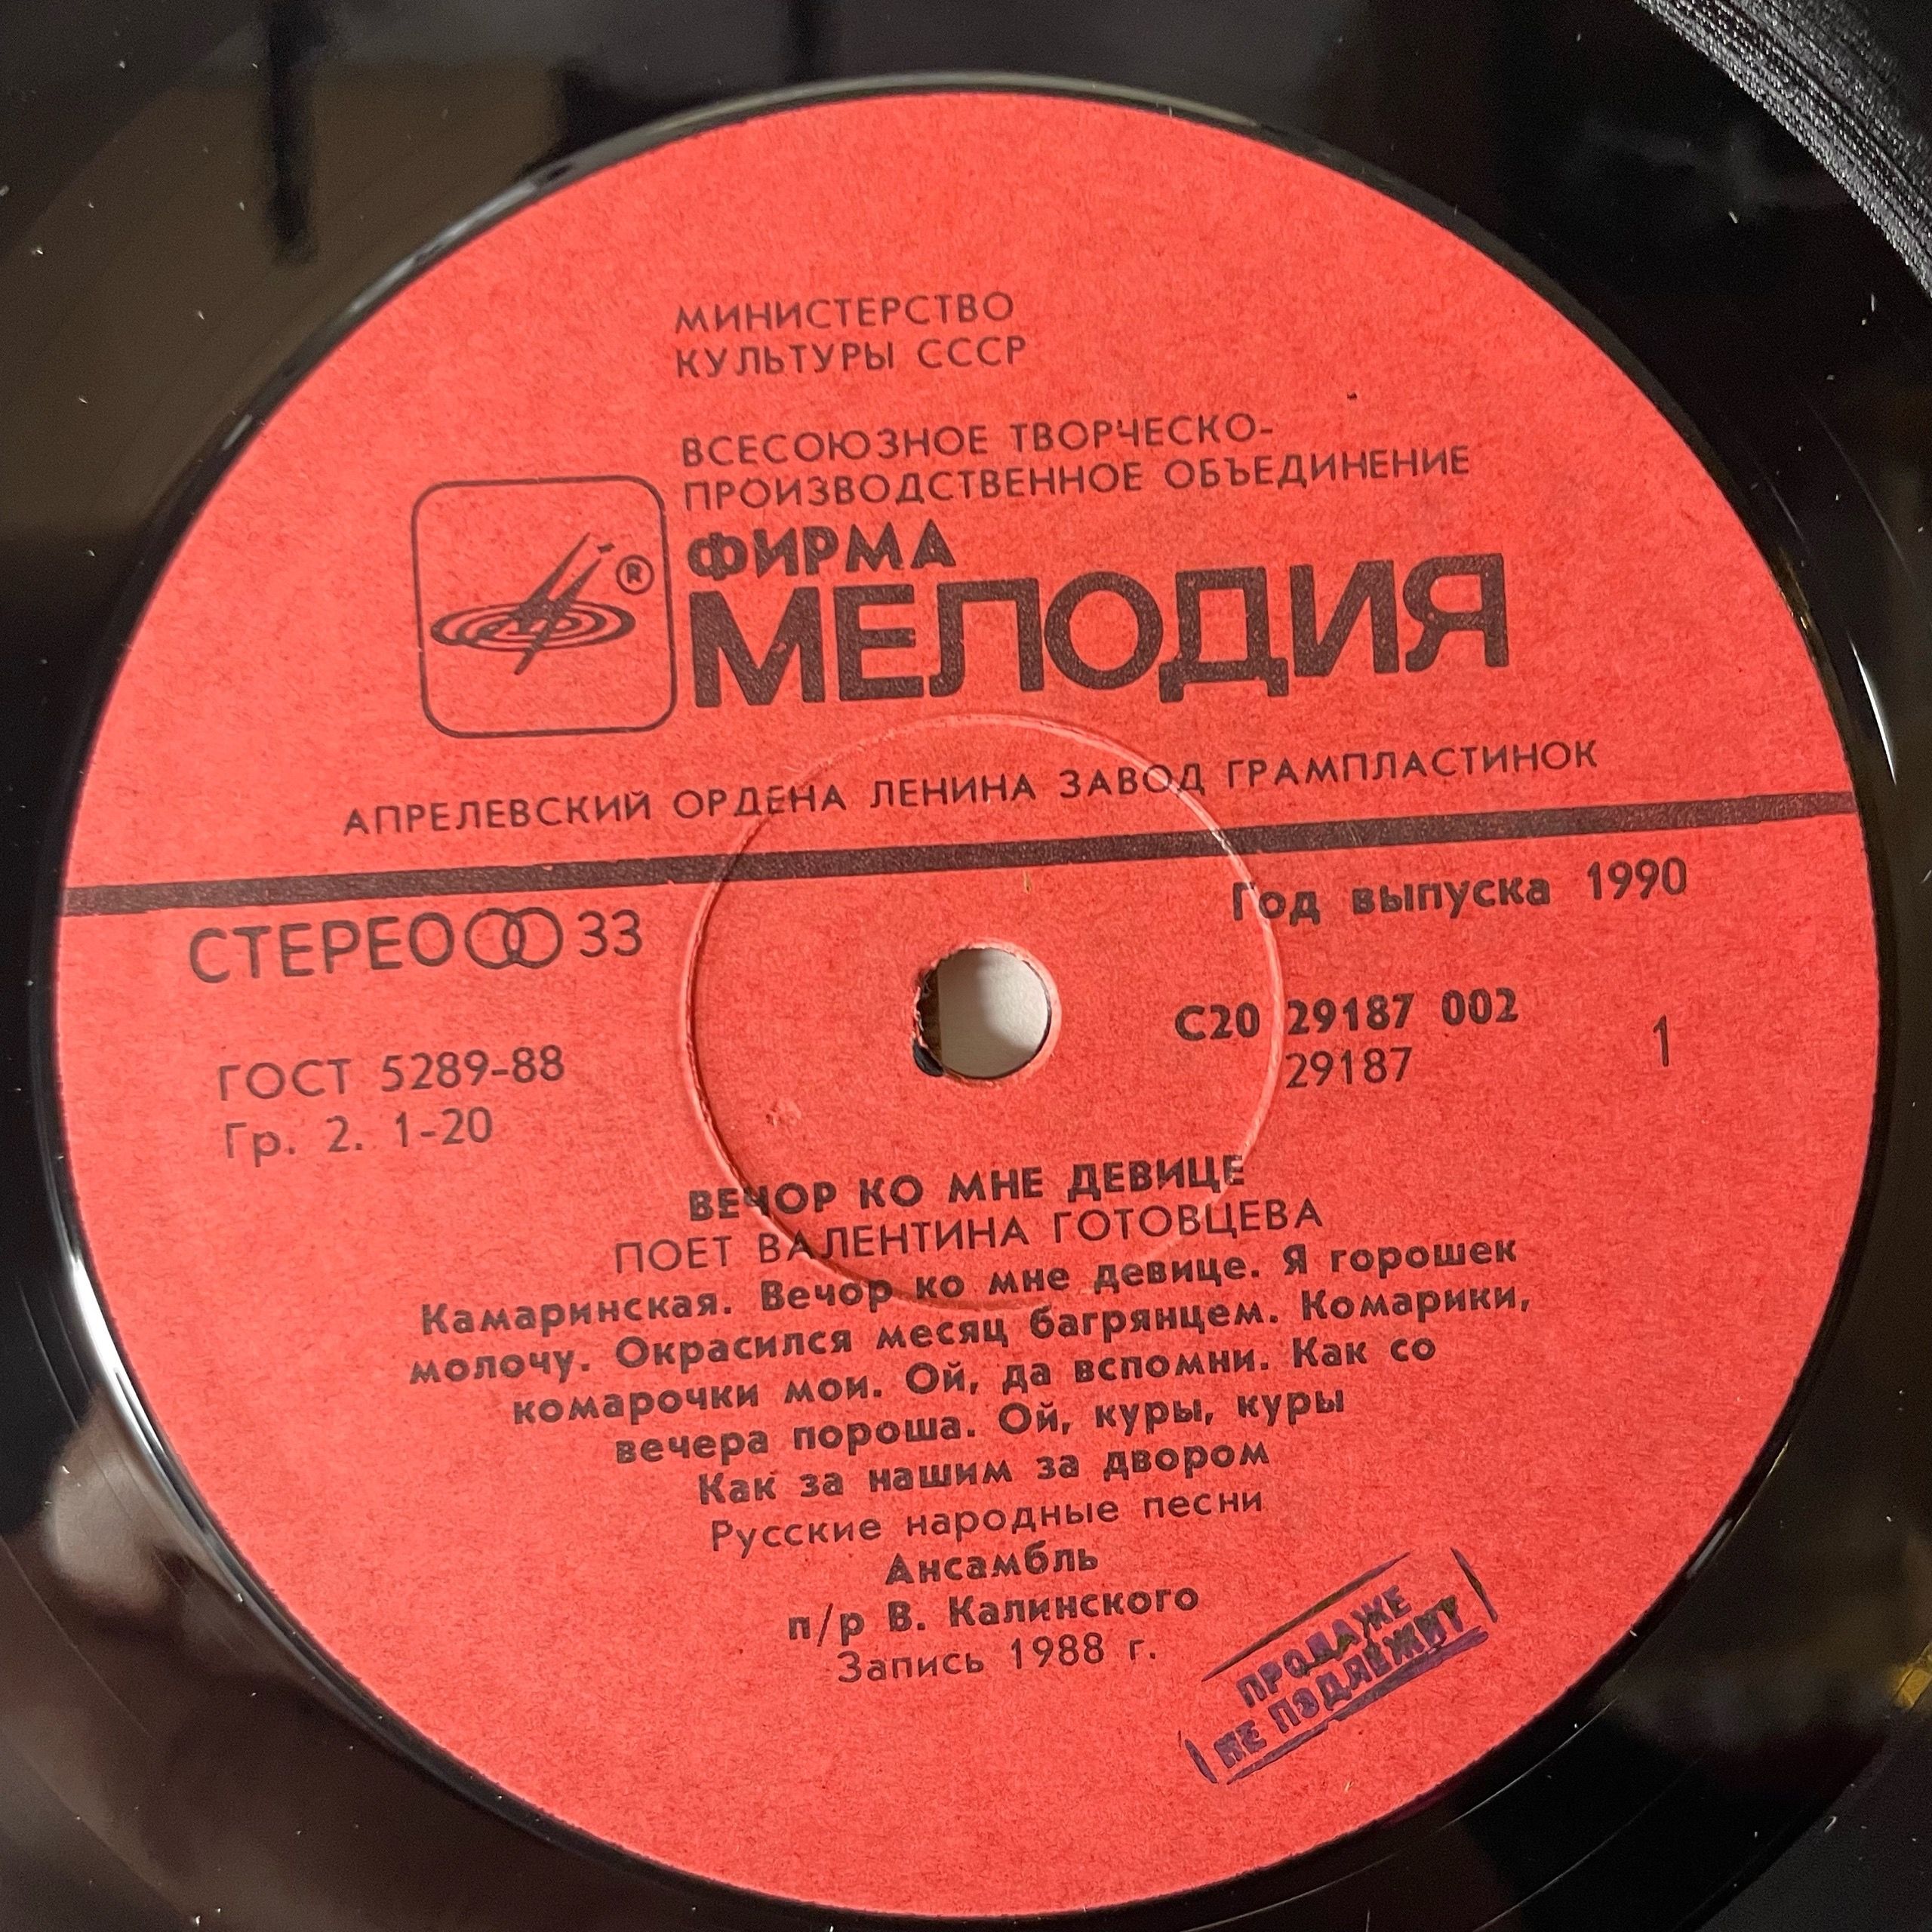 МИНИСТЕРСТВО
КУЛЬТУРЫ СССР
ВСЕСОЮЗНОЕ ТВОРЧЕСКО-
ПРОИЗВОДСТВЕННОЕ ОБЪЕДИНЕНИЕ
ФИРМА
®
МЕЛОДИЯ
АПРЕЛЕВСКИЙ ОРДЕНА ЛЕНИНА ЗАВОД ГРАМПЛАСТИНОК
СТЕРЕО 33
Год выпуска 1990
ГОСТ 5289-88
Гр. 2. 1-20
С20 29187 002
29187
1
ВЕЧОР КО МНЕ ДЕВИЦЕ
ПОЕТ ВАЛЕНТИНА ГОТОВЦЕВА
Камаринская. Вечор ко мне девице. Я горошек
молочу. Окрасился месяц багрянцем. Комарики,
комарочки мои. Ой, да вспомни. Как со
вечера пороша. Ой, куры, куры
Как за нашим за двором
Русские народные песни
Ансамбль
п/р В. Калинского
Запись 1988 г.
ПРОДАЖЕ
НЕ ПОДЛЕЖИТ